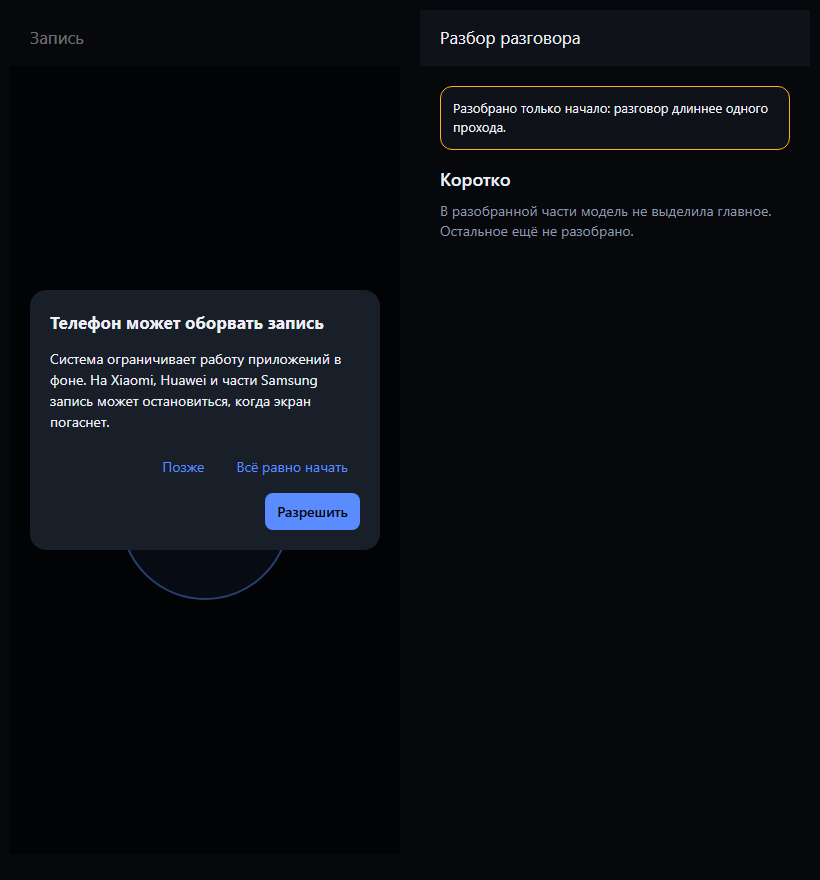 Запись
Телефон может оборвать запись
Система ограничивает работу приложений в
фоне. На Xiaomi, Huawei и части Samsung
запись может остановиться, когда экран
погаснет.
Позже
Всё равно начать
Разрешить
Разбор разговора
Разобрано только начало: разговор длиннее одного
прохода.
Коротко
В разобранной части модель не выделила главное.
Остальное ещё не разобрано.